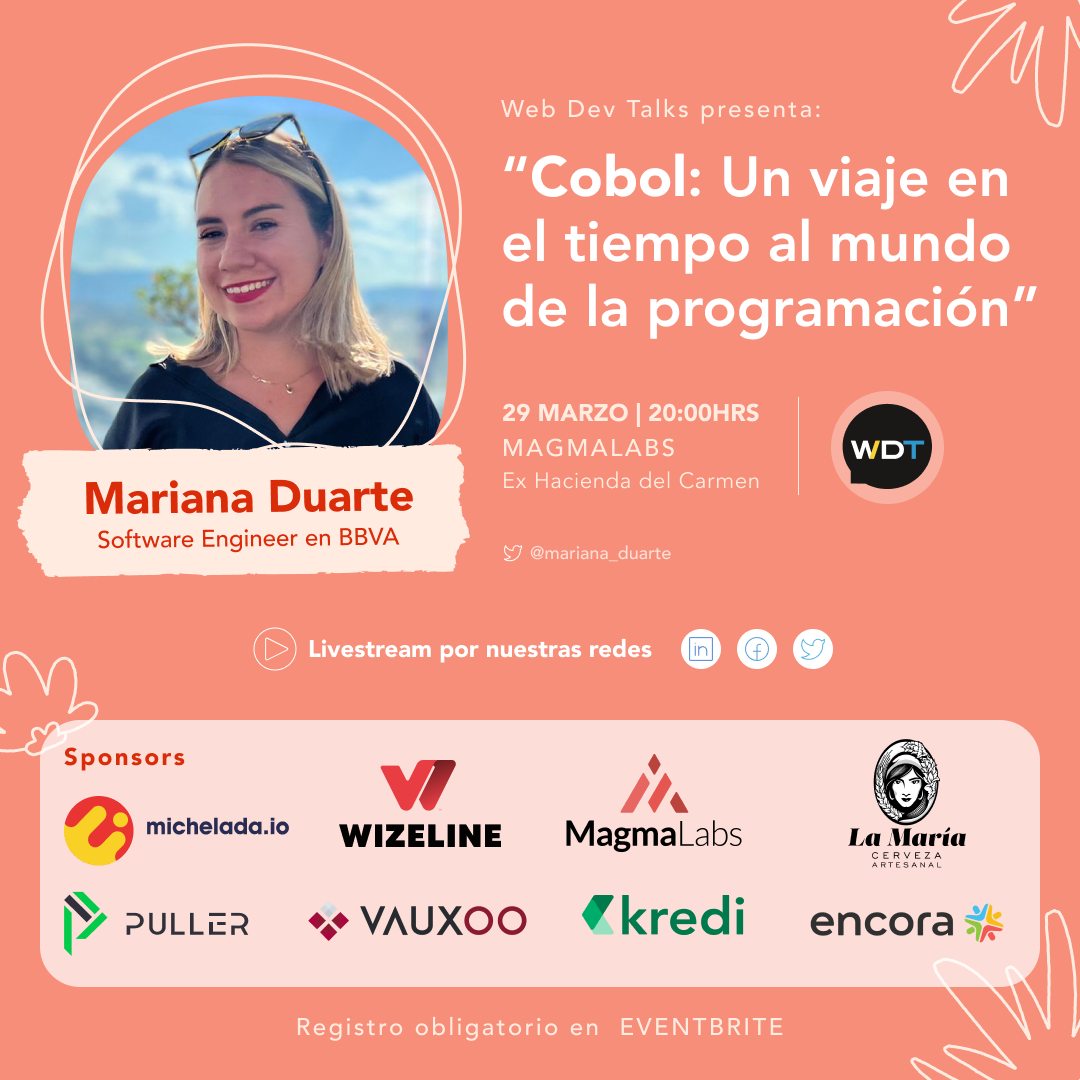 Web Dev Talks presenta:
“Cobol: Un viaje en
el tiempo al mundo
de la programación”
29 MARZO | 20:00HRS
MAGMALABS
Ex Hacienda del Carmen
WDT
@mariana_duarte
Mariana Duarte
Software Engineer en BBVA
Livestream por nuestras redes
in
Sponsors
michelada.io
WIZELINE
MagmaLabs
La María
CERVEZA
ARTESANAL
PULLER
VAUXOO
kredi
encora
Registro obligatorio en EVENTBRITE